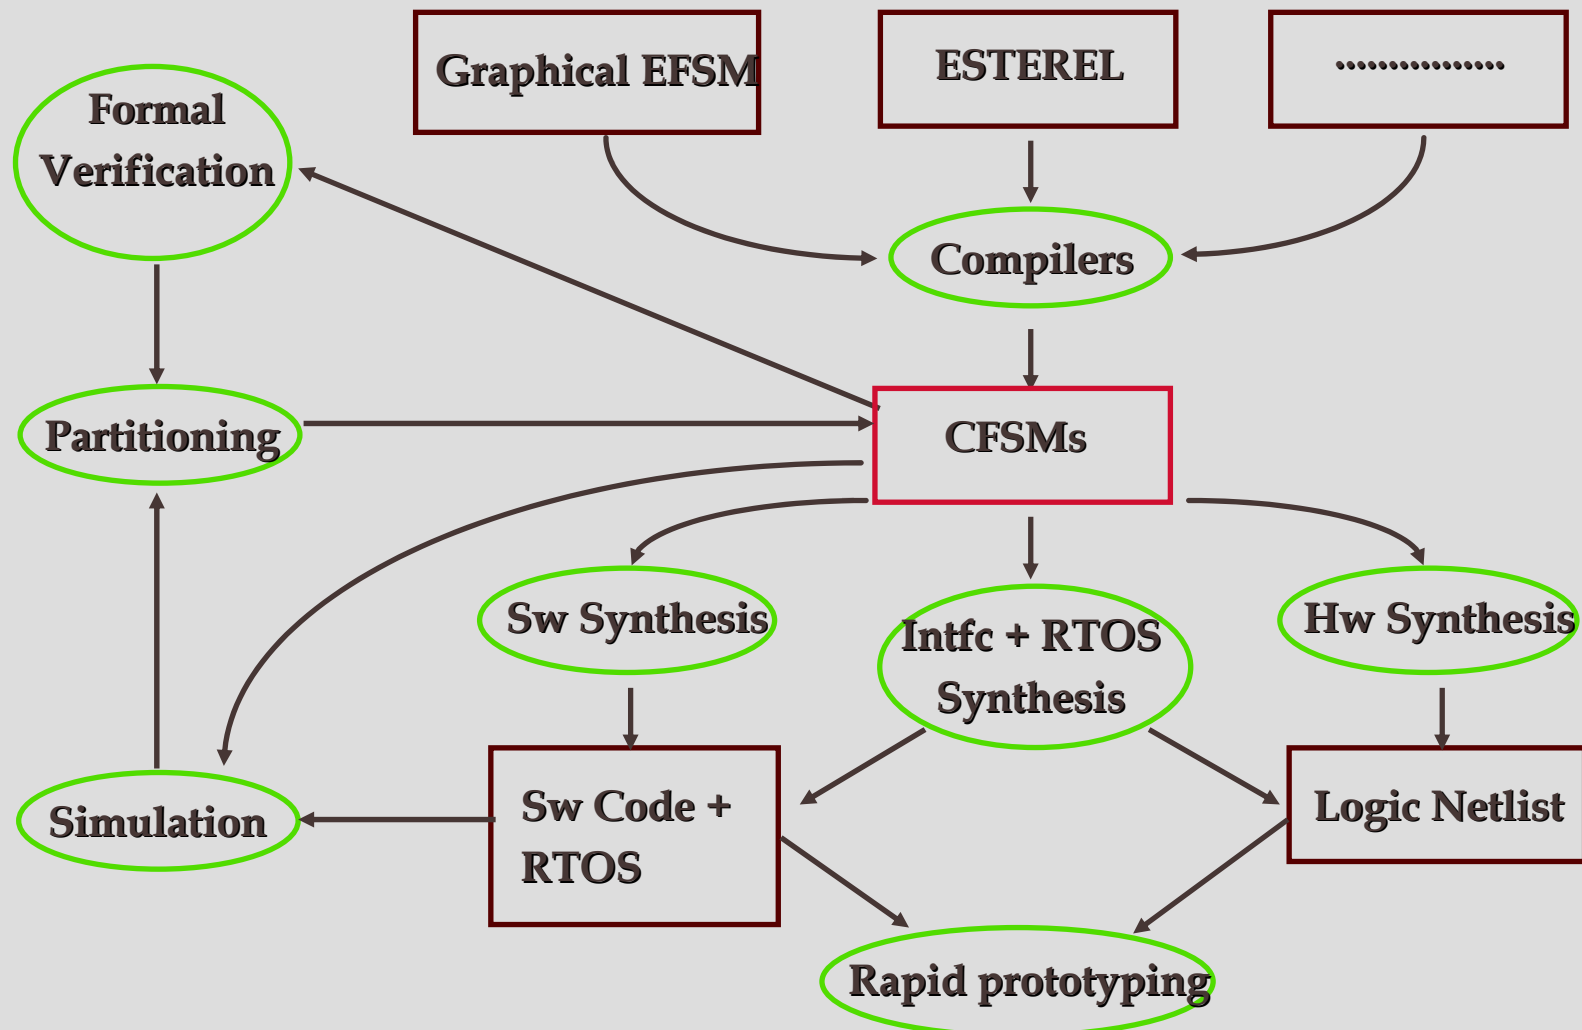 Graphical EFSM
ESTEREL
...............
Formal
Verification
Compilers
Partitioning
CFSMs
Sw Synthesis
Intfc + RTOS
Synthesis
Hw Synthesis
Simulation
Sw Code +
RTOS
Logic Netlist
Rapid prototyping